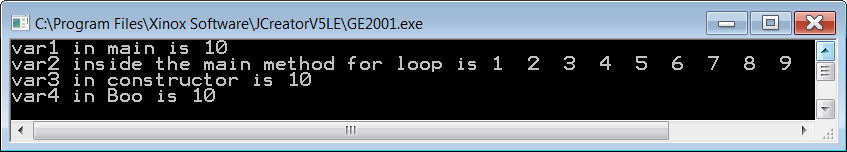 C:\Program Files\Xinox Software\JCreatorV5LE\GE2001.exe
var1 in main is 10
var2 inside the main method for loop is 1  2  3  4  5  6  7  8  9
var3 in constructor is 10
var4 in Boo is 10